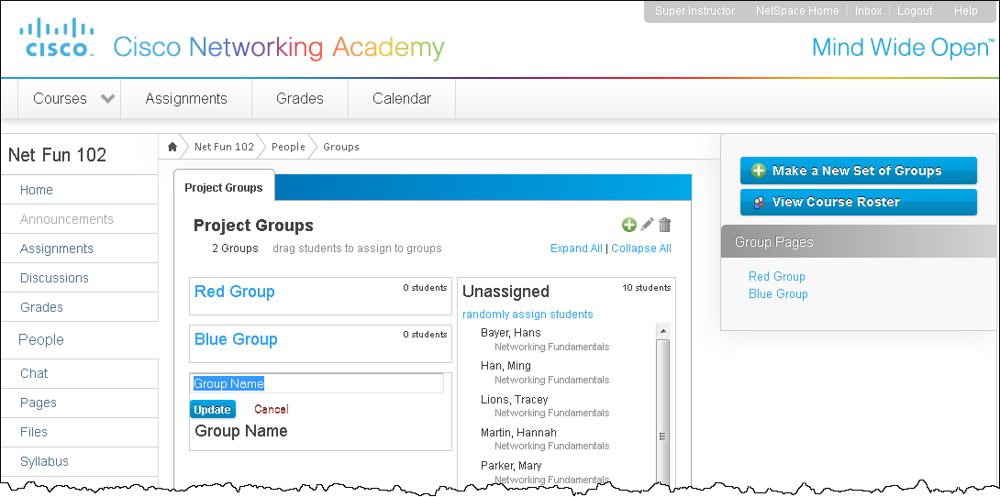 Super Instructor NetSpace Home Inbox Logout Help
cisco. Cisco Networking Academy
Mind Wide Open™
Courses Assignments Grades Calendar
Net Fun 102
Home
Announcements
Assignments
Discussions
Grades
People
Chat
Pages
Files
Syllabus
Net Fun 102 People Groups
Project Groups
Project Groups
2 Groups drag students to assign to groups
Expand All | Collapse All
Red Group 0 students
Blue Group 0 students
Group Name
Update Cancel
Group Name
Unassigned 10 students
randomly assign students
Bayer, Hans
Networking Fundamentals
Han, Ming
Networking Fundamentals
Lions, Tracey
Networking Fundamentals
Martin, Hannah
Networking Fundamentals
Parker, Mary
Networking Fundamentals
Make a New Set of Groups
View Course Roster
Group Pages
Red Group
Blue Group